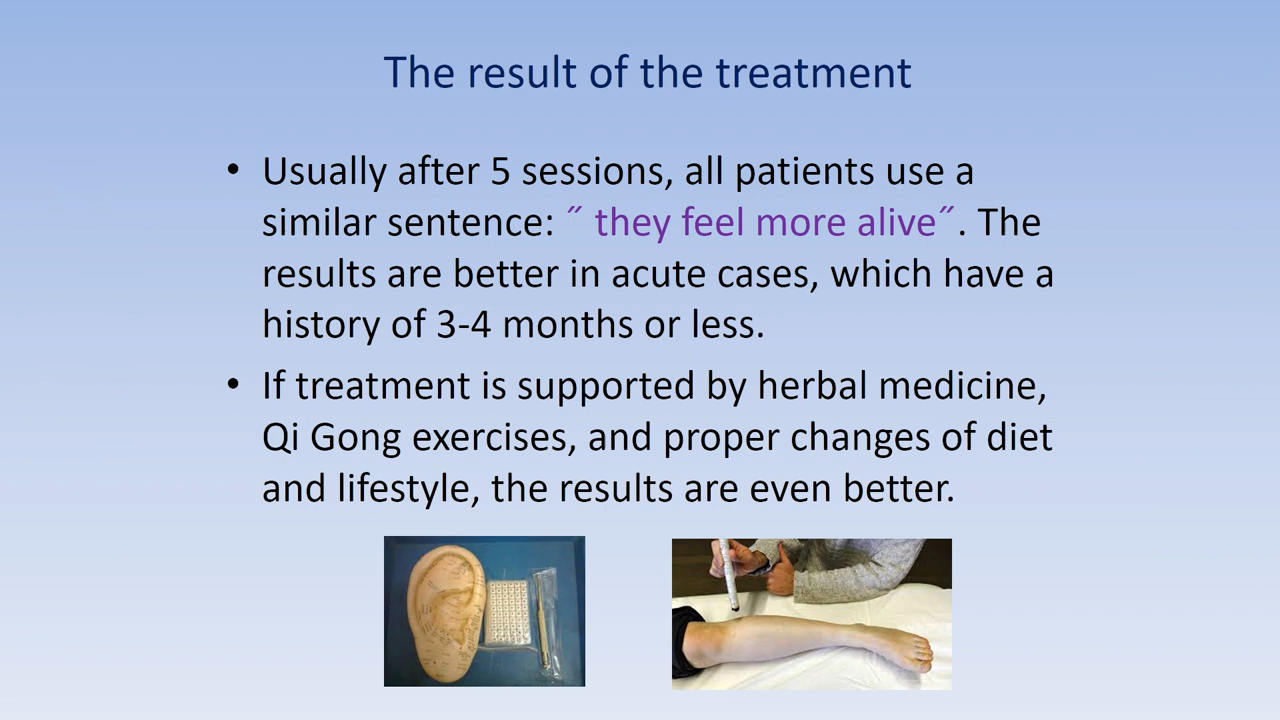 The result of the treatment
• Usually after 5 sessions, all patients use a
similar sentence: ˝ they feel more alive˝. The
results are better in acute cases, which have a
history of 3-4 months or less.
• If treatment is supported by herbal medicine,
Qi Gong exercises, and proper changes of diet
and lifestyle, the results are even better.